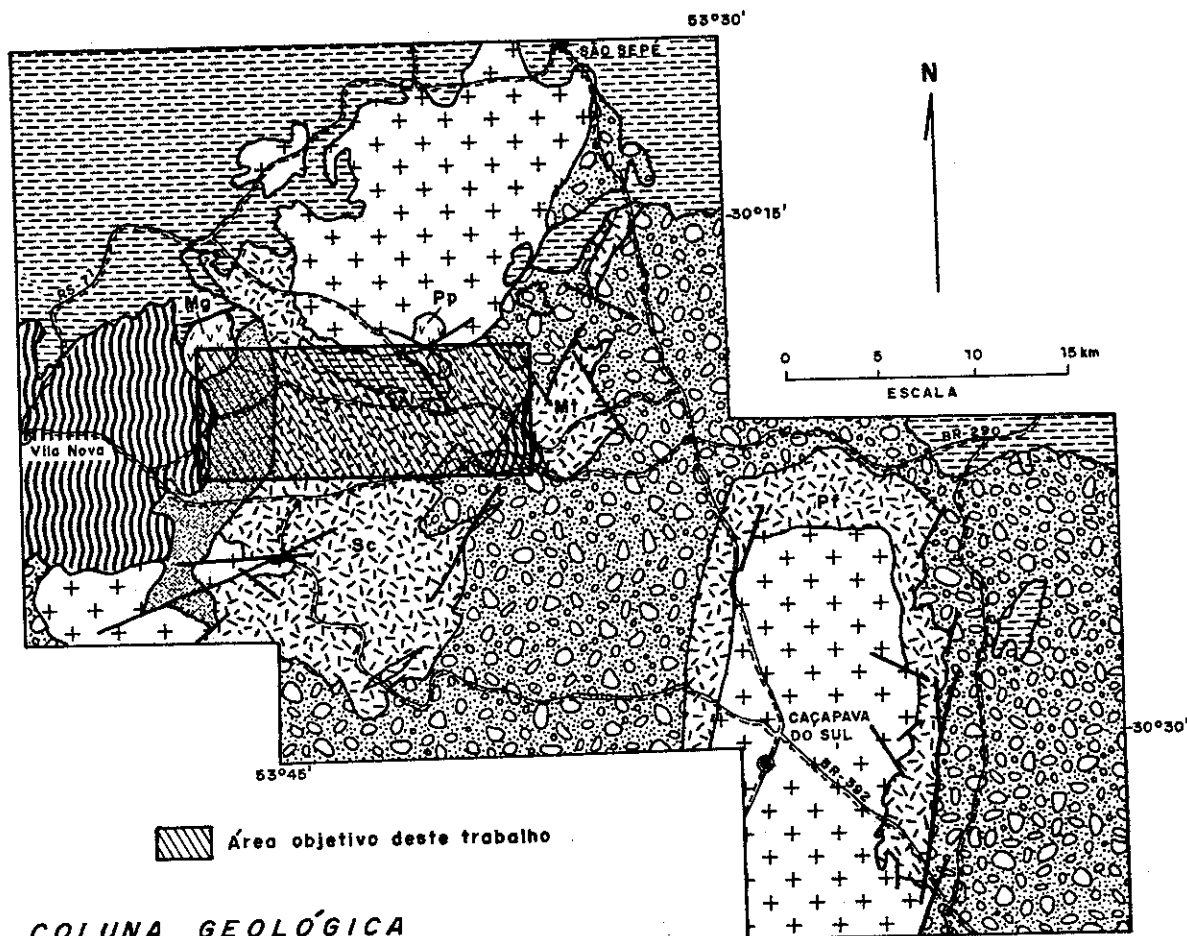 53°30'
SÃO SEPÉ
N
30°15'
Mg
Pp
0 5 10 15 km
ESCALA
Mf
BR-290
Vila Nova
Pf
Sc
CAÇAPAVA
DO SUL
30°30'
BR-392
53°45'
Área objetivo deste trabalho
COLUNA GEOLÓGICA